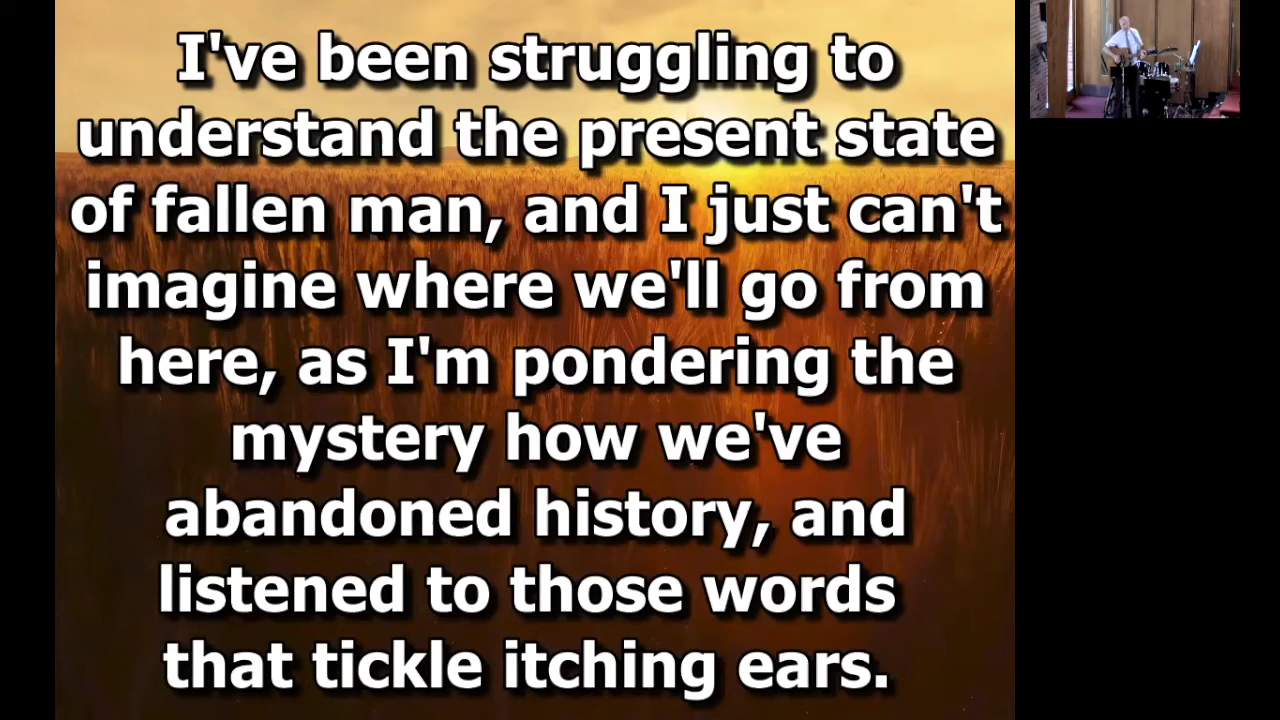 I've been struggling to
understand the present state
of fallen man, and I just can't
imagine where we'll go from
here, as I'm pondering the
mystery how we've
abandoned history, and
listened to those words
that tickle itching ears.